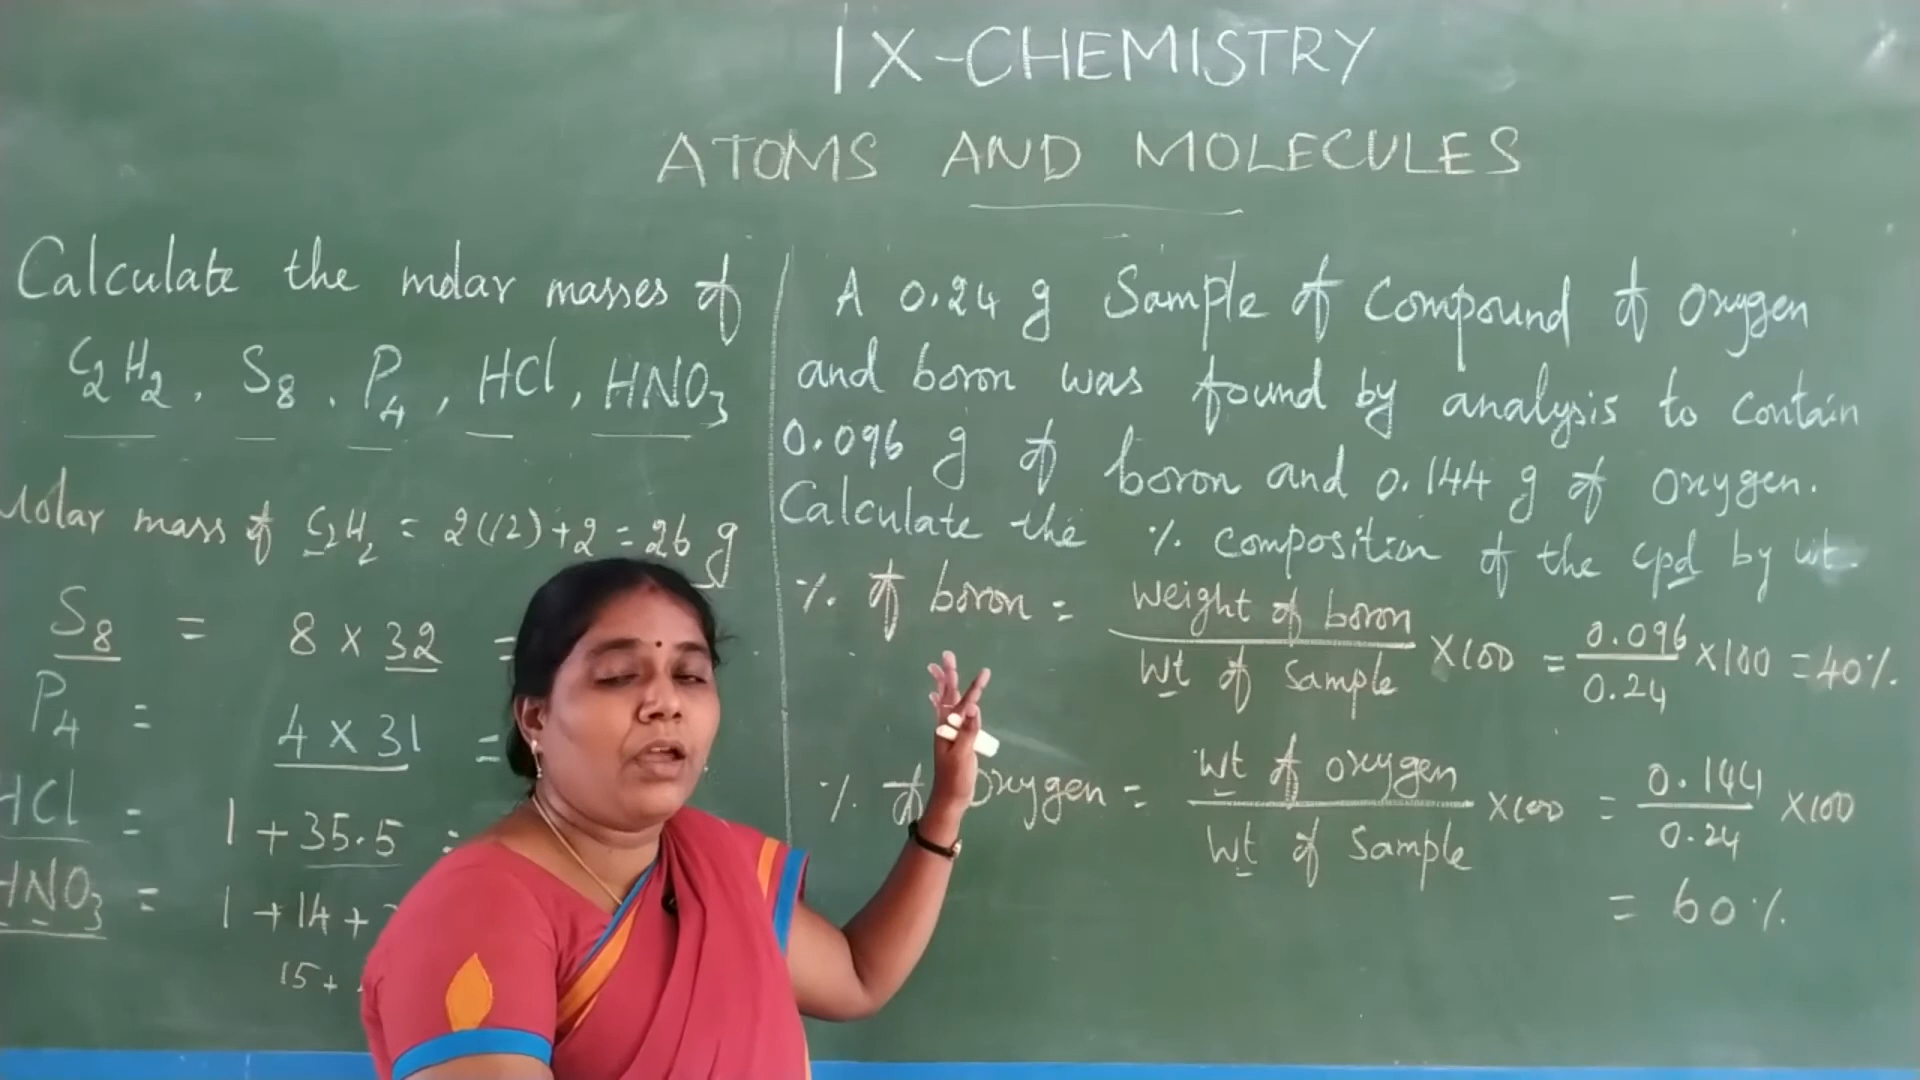 IX-CHEMISTRY
ATOMS AND MOLECULES
Calculate the molar masses of
C₂H₂, S₈, P₄, HCl, HNO₃
Molar mass of C₂H₂ = 2(12)+2 = 26 g
S₈ = 8 × 32 =
P₄ = 4 × 31 =
HCl = 1 + 35.5 =
HNO₃ = 1 + 14 +
15 +
A 0.24 g Sample of Compound of Oxygen
and boron was found by analysis to contain
0.096 g of boron and 0.144 g of Oxygen.
Calculate the % composition of the cpd by wt.
% of boron = Weight of boron / Wt of Sample ×100 = 0.096 / 0.24 ×100 = 40%.
% of Oxygen = Wt of oxygen / Wt of Sample ×100 = 0.144 / 0.24 ×100
= 60%.